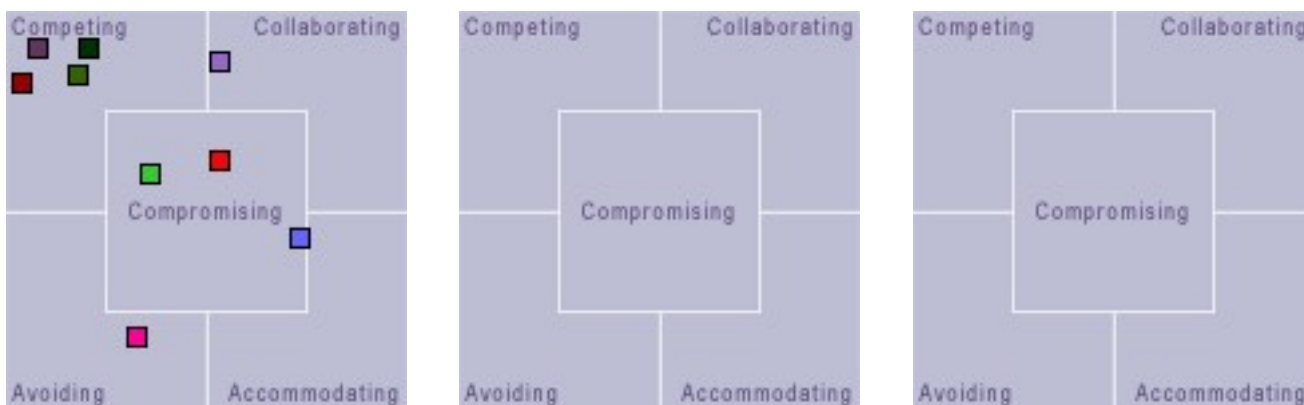 Competing Collaborating Competing Collaborating Competing Collaborating
Compromising Compromising Compromising
Avoiding Accommodating Avoiding Accommodating Avoiding Accommodating